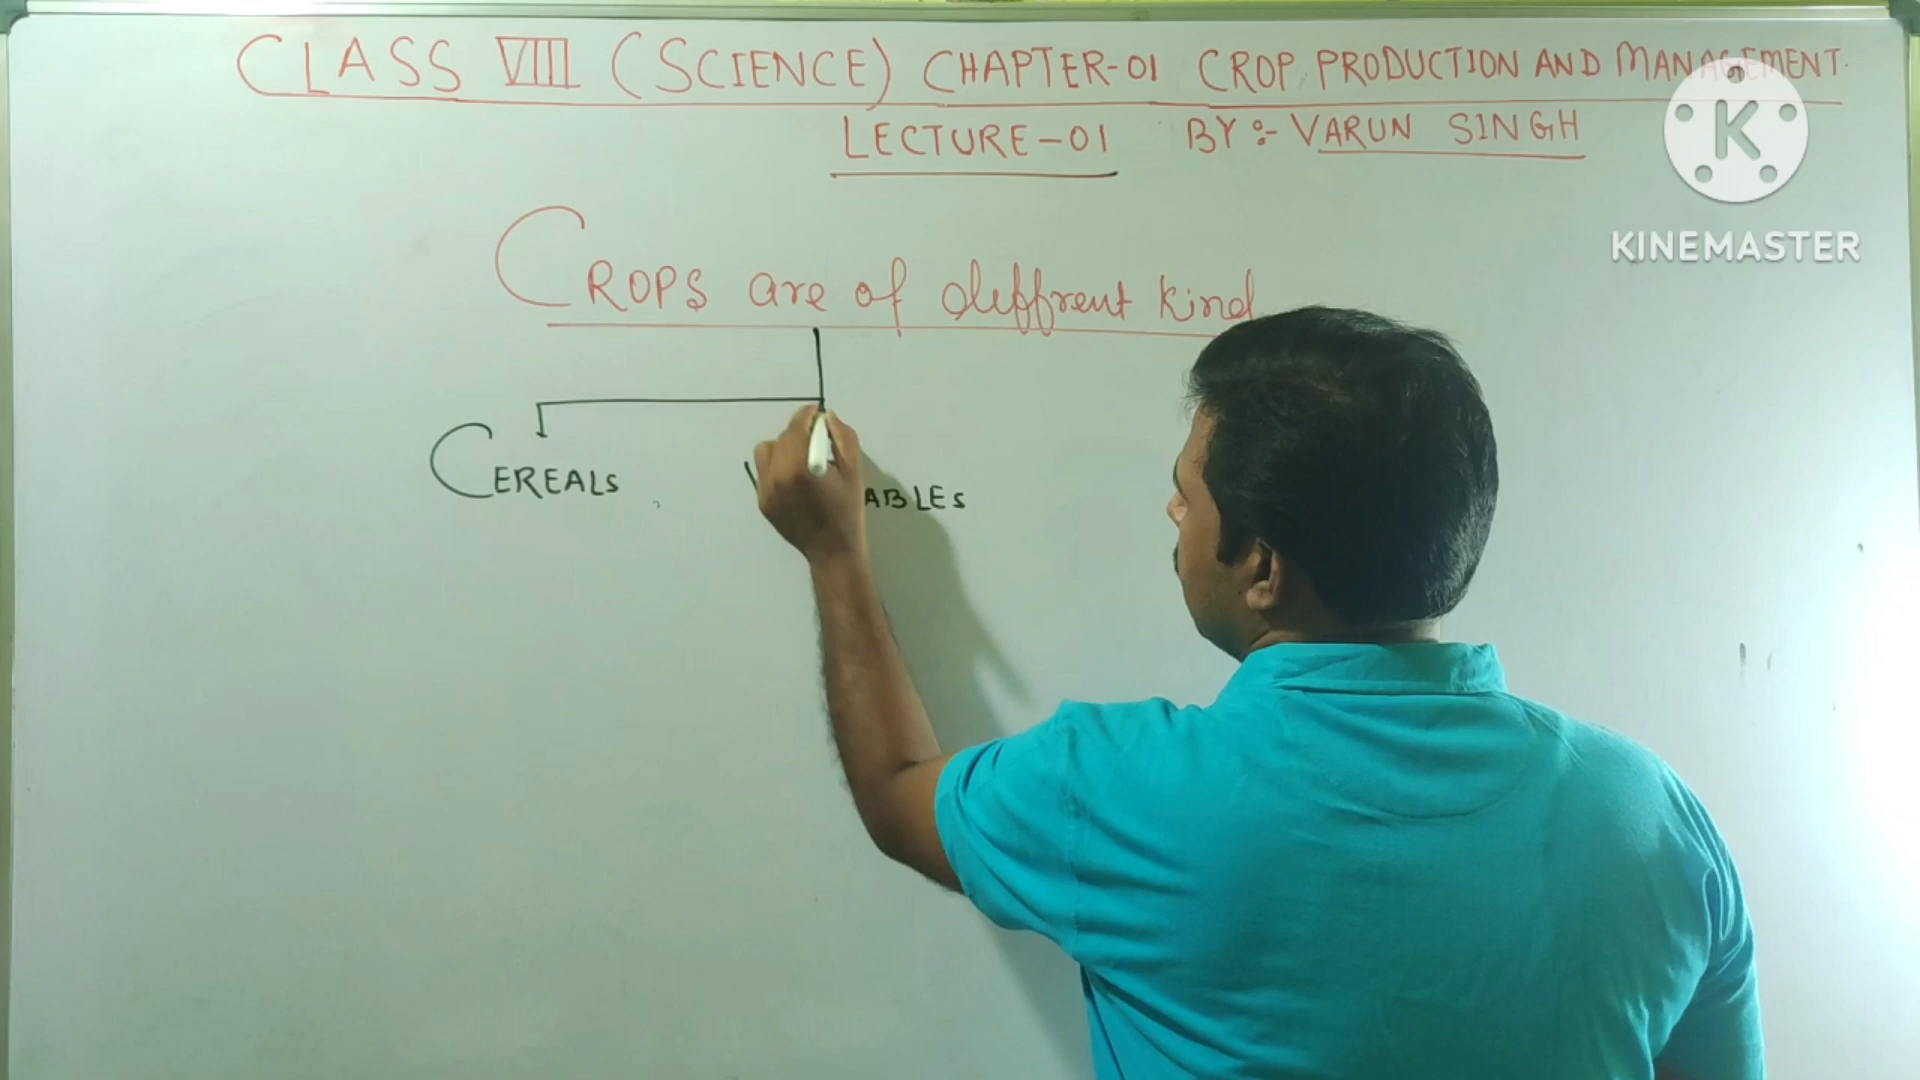 CLASS VIII (SCIENCE) CHAPTER-01 CROP PRODUCTION AND MANAGEMENT.
LECTURE-01 BY:- VARUN SINGH
K
KINEMASTER
CROPS are of diffrent kind
CEREALS